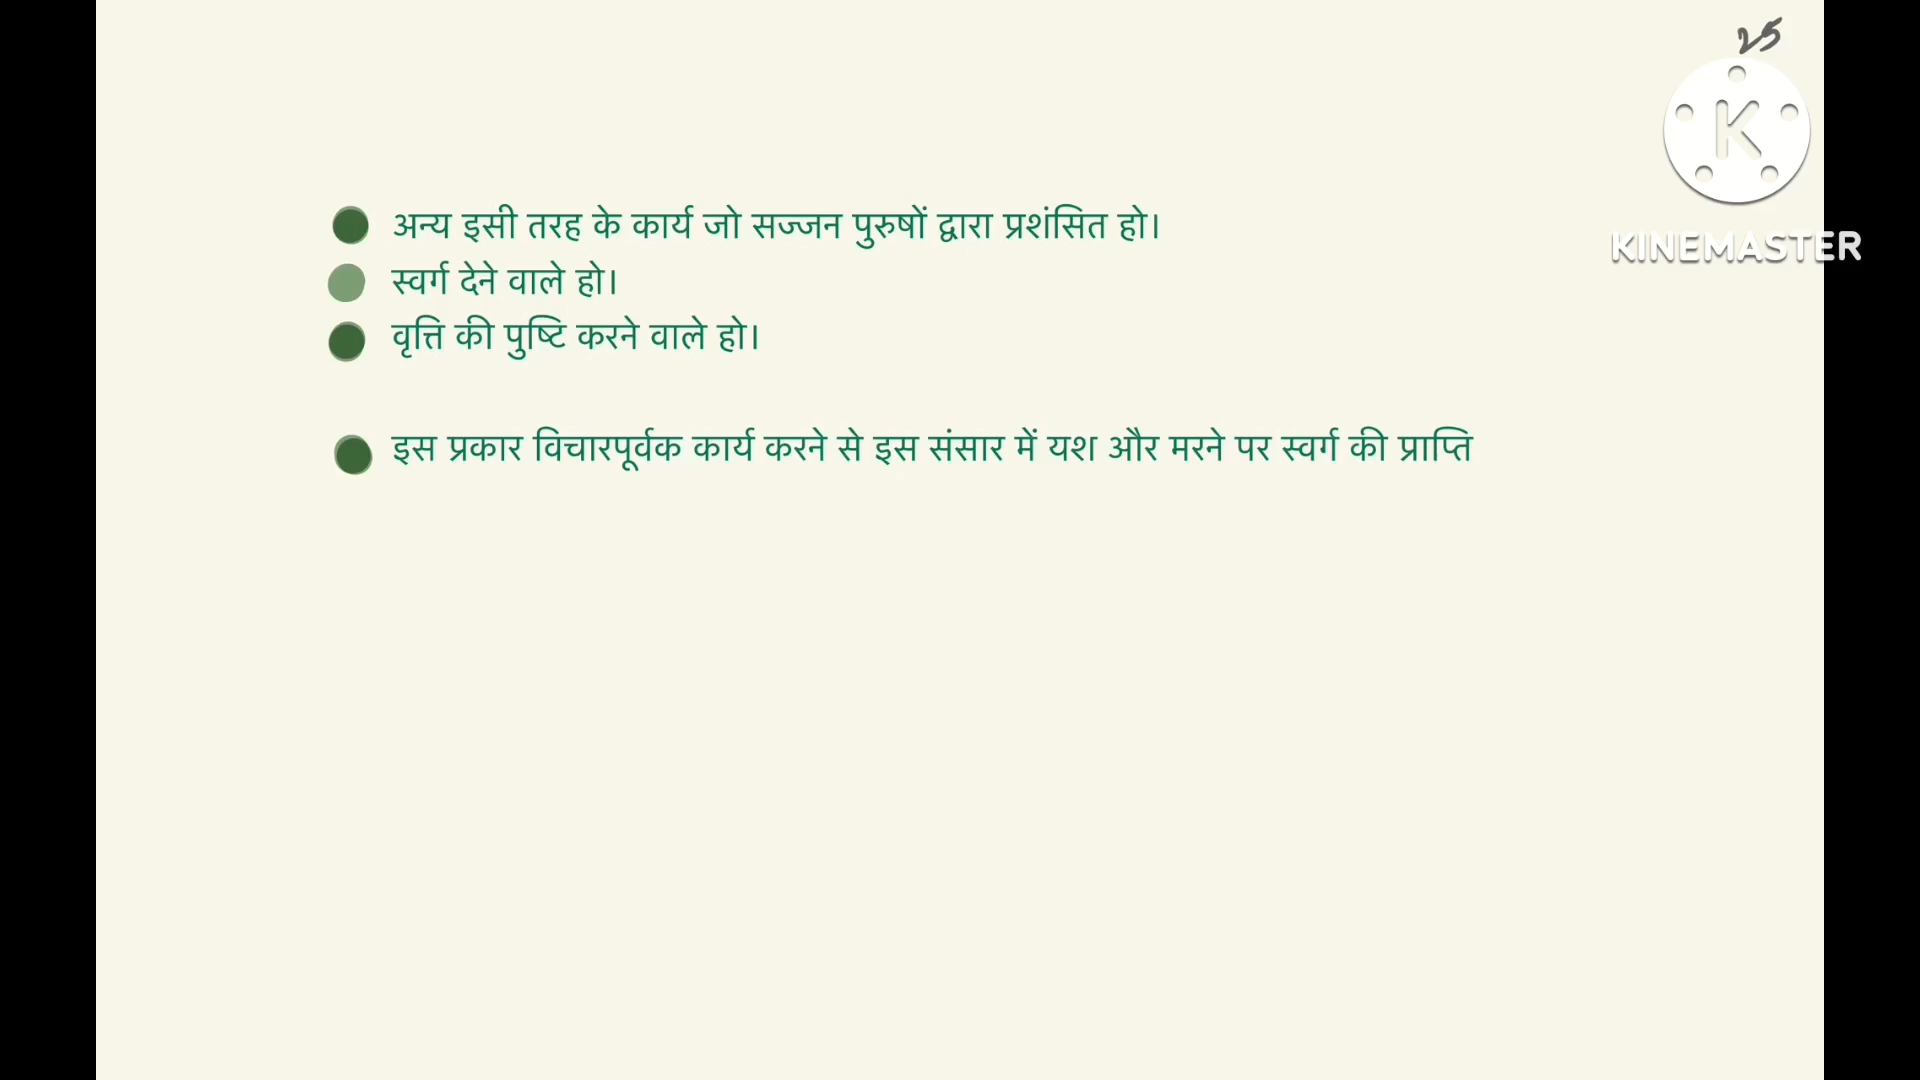 25
K
KINEMASTER
अन्य इसी तरह के कार्य जो सज्जन पुरुषों द्वारा प्रशंसित हो।
स्वर्ग देने वाले हो।
वृत्ति की पुष्टि करने वाले हो।
इस प्रकार विचारपूर्वक कार्य करने से इस संसार में यश और मरने पर स्वर्ग की प्राप्ति